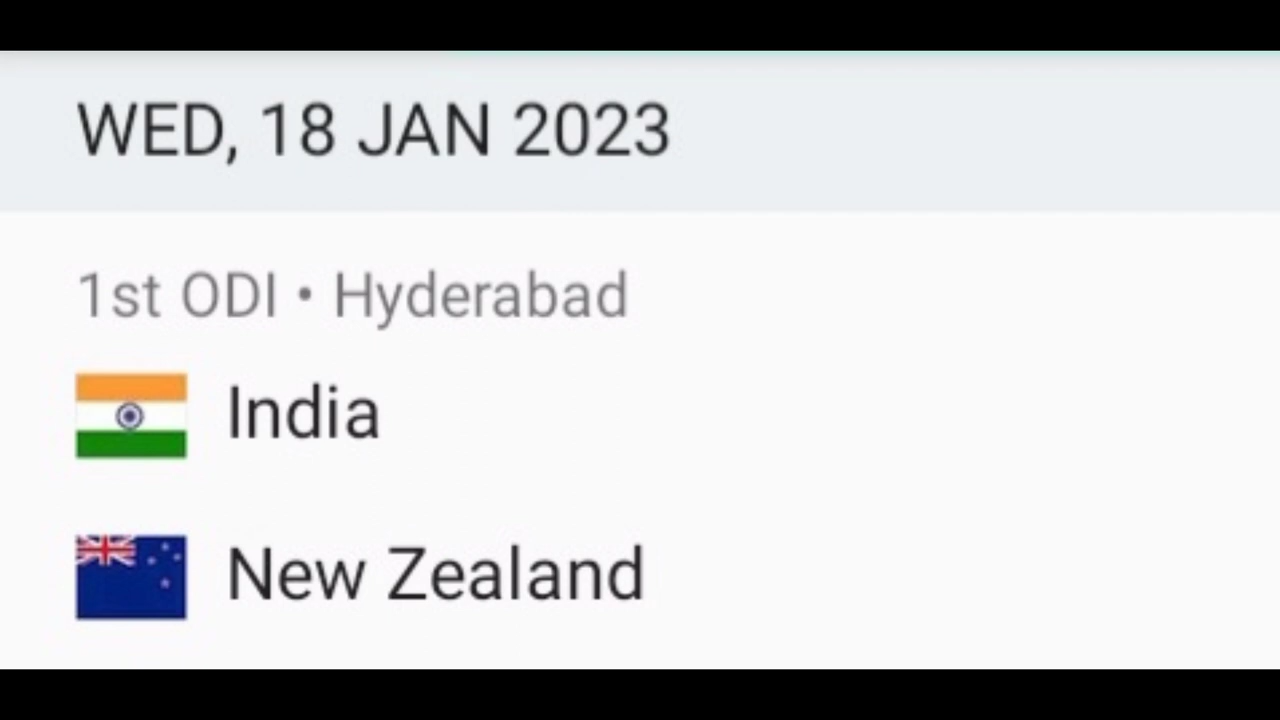 WED, 18 JAN 2023
1st ODI • Hyderabad
India
New Zealand